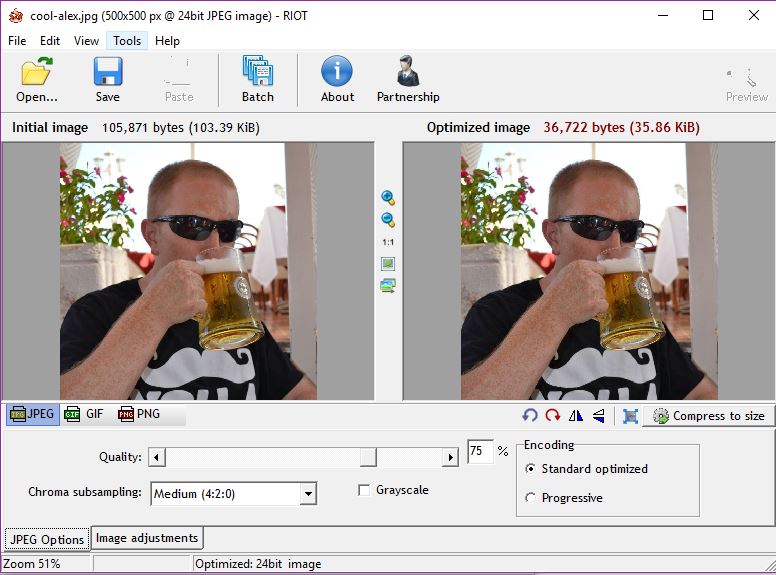 cool-alex.jpg (500x500 px @ 24bit JPEG image) - RIOT
File Edit View Tools Help
Open... Save Paste Batch About Partnership Preview
Initial image 105,871 bytes (103.39 KiB) Optimized image 36,722 bytes (35.86 KiB)
1:1
JPG JPEG GIF GIF PNG PNG Compress to size
Quality: 75 % Encoding
Standard optimized
Chroma subsampling: Medium (4:2:0) Grayscale
Progressive
JPEG Options Image adjustments
Zoom 51% Optimized: 24bit image